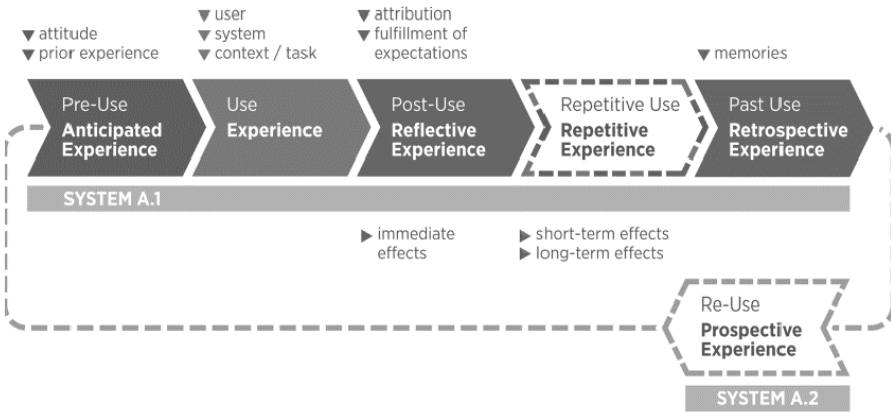 ▼ attitude
▼ prior experience
▼ user
▼ system
▼ context / task
▼ attribution
▼ fulfillment of
expectations
▼ memories
Pre-Use
Anticipated
Experience
Use
Experience
Post-Use
Reflective
Experience
Repetitive Use
Repetitive
Experience
Past Use
Retrospective
Experience
SYSTEM A.1
▶ immediate
effects
▶ short-term effects
▶ long-term effects
Re-Use
Prospective
Experience
SYSTEM A.2